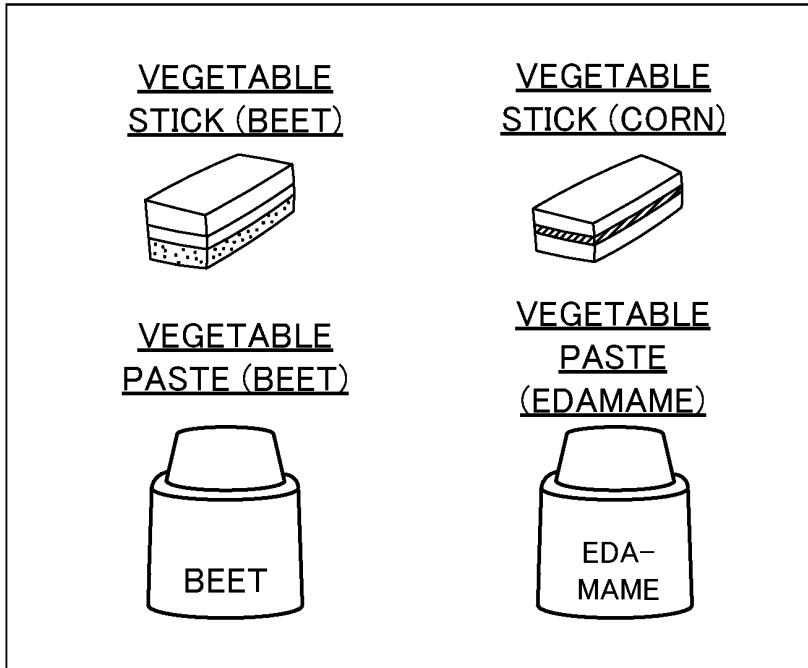 VEGETABLE
STICK (BEET)
VEGETABLE
STICK (CORN)
VEGETABLE
PASTE (BEET)
VEGETABLE
PASTE
(EDAMAME)
BEET
EDA-
MAME